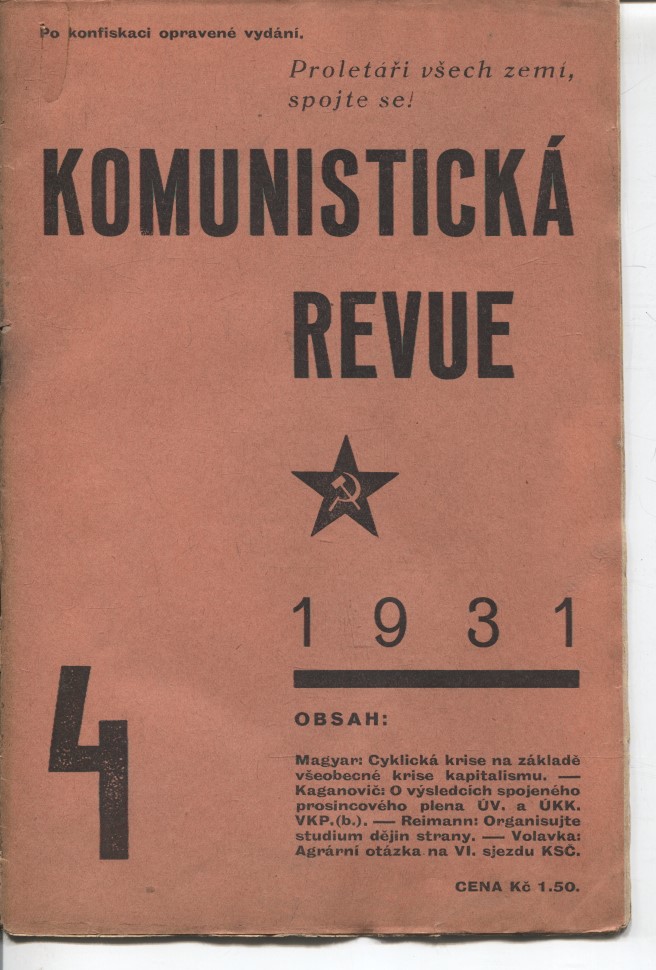 Po konfiskaci opravené vydání.
Proletáři všech zemí,
spojte se!
KOMUNISTICKÁ
REVUE
1931
4
OBSAH:
Magyar: Cyklická krise na základě
všeobecné krise kapitalismu. —
Kaganovič: O výsledcích spojeného
prosincového plena ÚV. a ÚKK.
VKP.(b.). — Reimann: Organisujte
studium dějin strany. — Volavka:
Agrární otázka na VI. sjezdu KSČ.
CENA Kč 1.50.